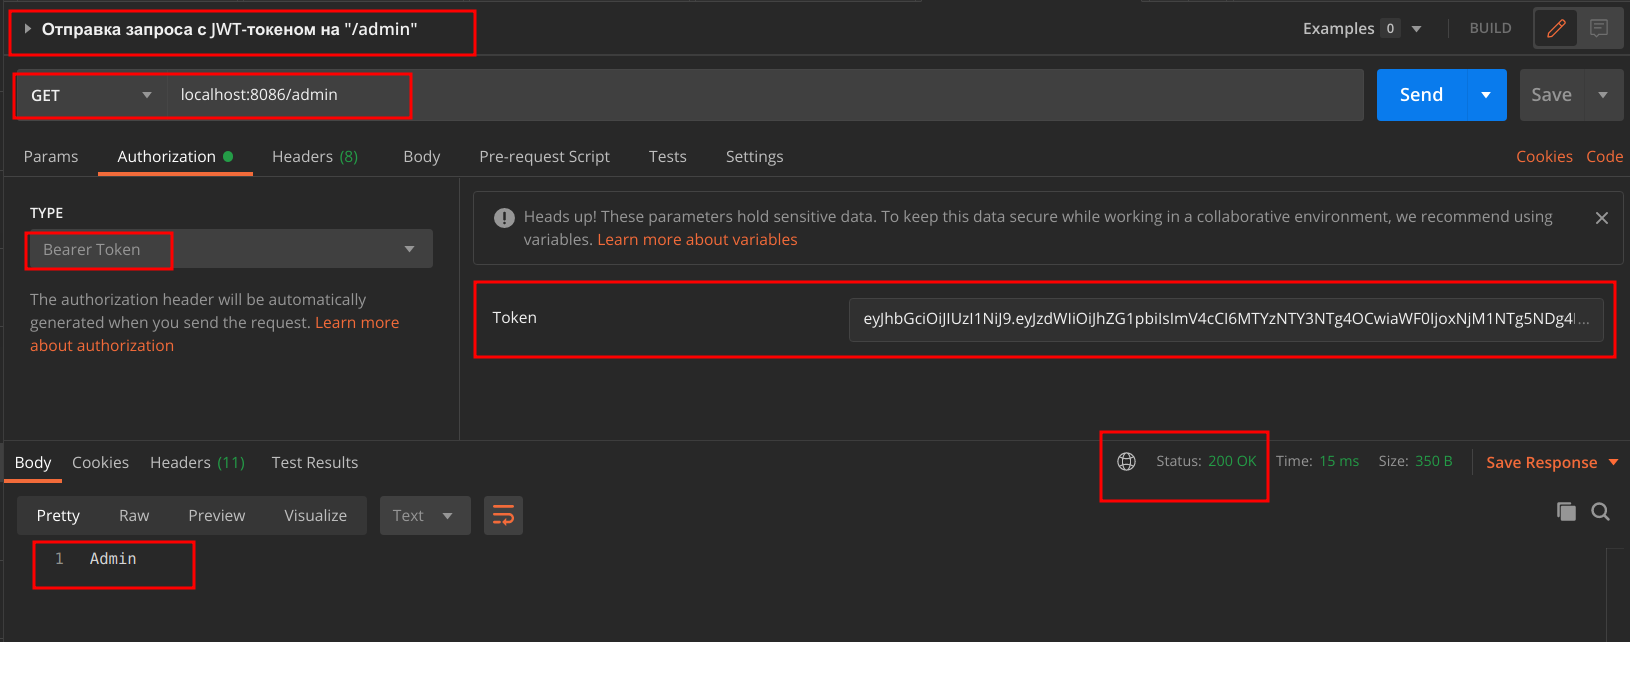 Отправка запроса с JWT-токеном на "/admin"
Examples 0
BUILD
GET
localhost:8086/admin
Send
Save
Params
Authorization
Headers (8)
Body
Pre-request Script
Tests
Settings
Cookies
Code
TYPE
Bearer Token
The authorization header will be automatically
generated when you send the request. Learn more
about authorization
Heads up! These parameters hold sensitive data. To keep this data secure while working in a collaborative environment, we recommend using
variables. Learn more about variables
Token
eyJhbGciOiJIUzI1NiJ9.eyJzdWIiOiJhZG1pbiIsImV4cCI6MTYzNTY3NTg4OCwiaWF0IjoxNjM1NTg5NDg4...
Body
Cookies
Headers (11)
Test Results
Status: 200 OK
Time: 15 ms
Size: 350 B
Save Response
Pretty
Raw
Preview
Visualize
Text
1 Admin